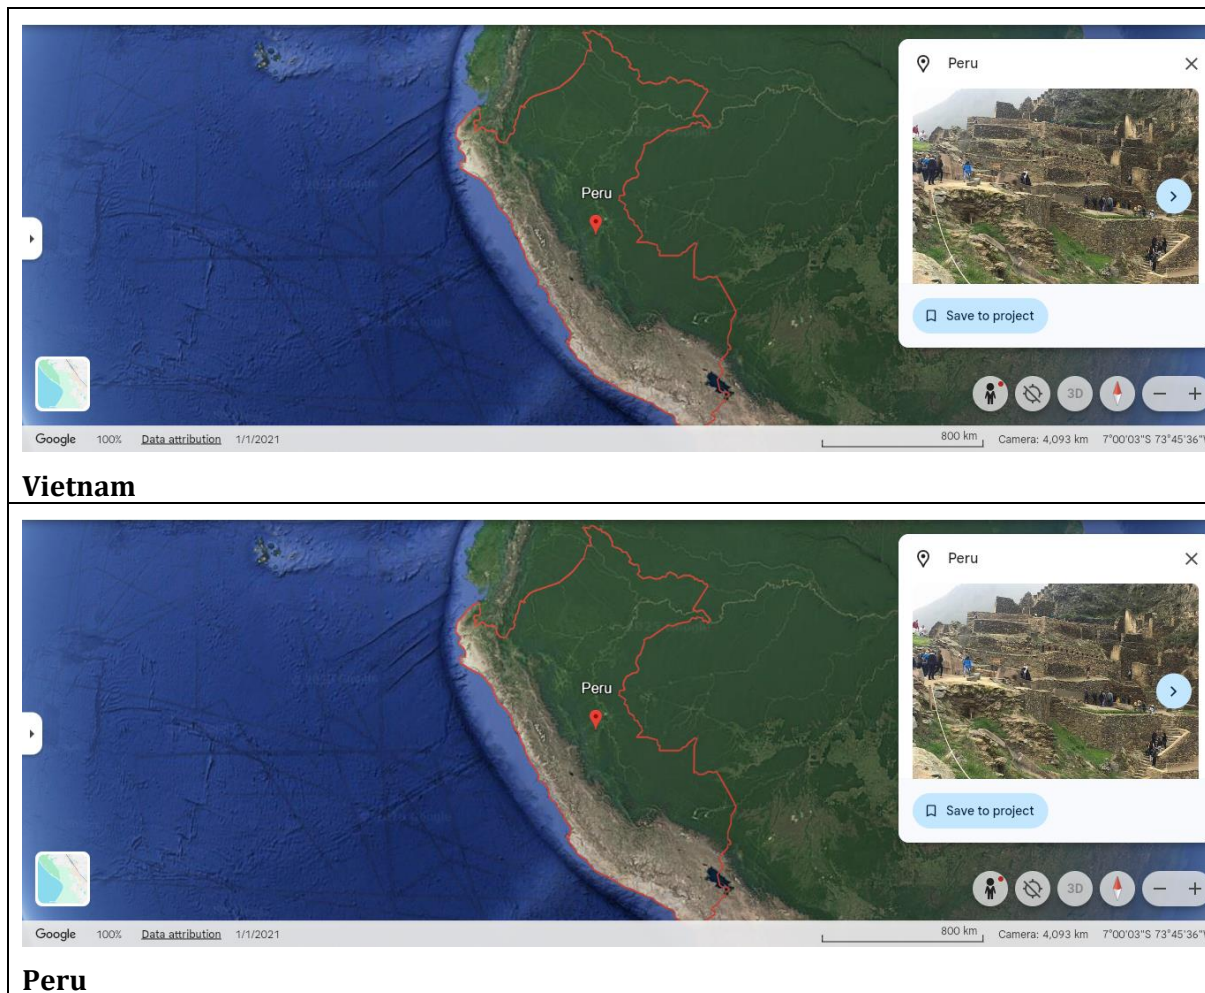 Peru
Peru
Save to project
3D
Google 100% Data attribution 1/1/2021 800 km Camera: 4,093 km 7°00'03"S 73°45'36"
Vietnam
Peru
Peru
Save to project
3D
Google 100% Data attribution 1/1/2021 800 km Camera: 4,093 km 7°00'03"S 73°45'36"
Peru